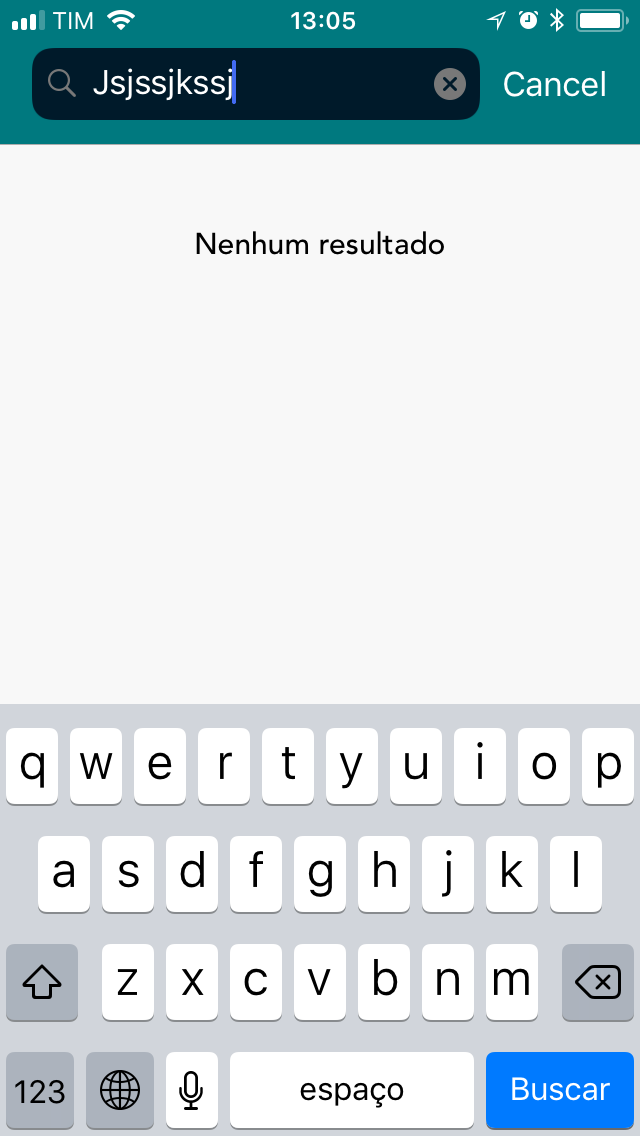 TIM 13:05
Jsjssjkssj Cancel
Nenhum resultado
q w e r t y u i o p
a s d f g h j k l
z x c v b n m
123 espaço Buscar